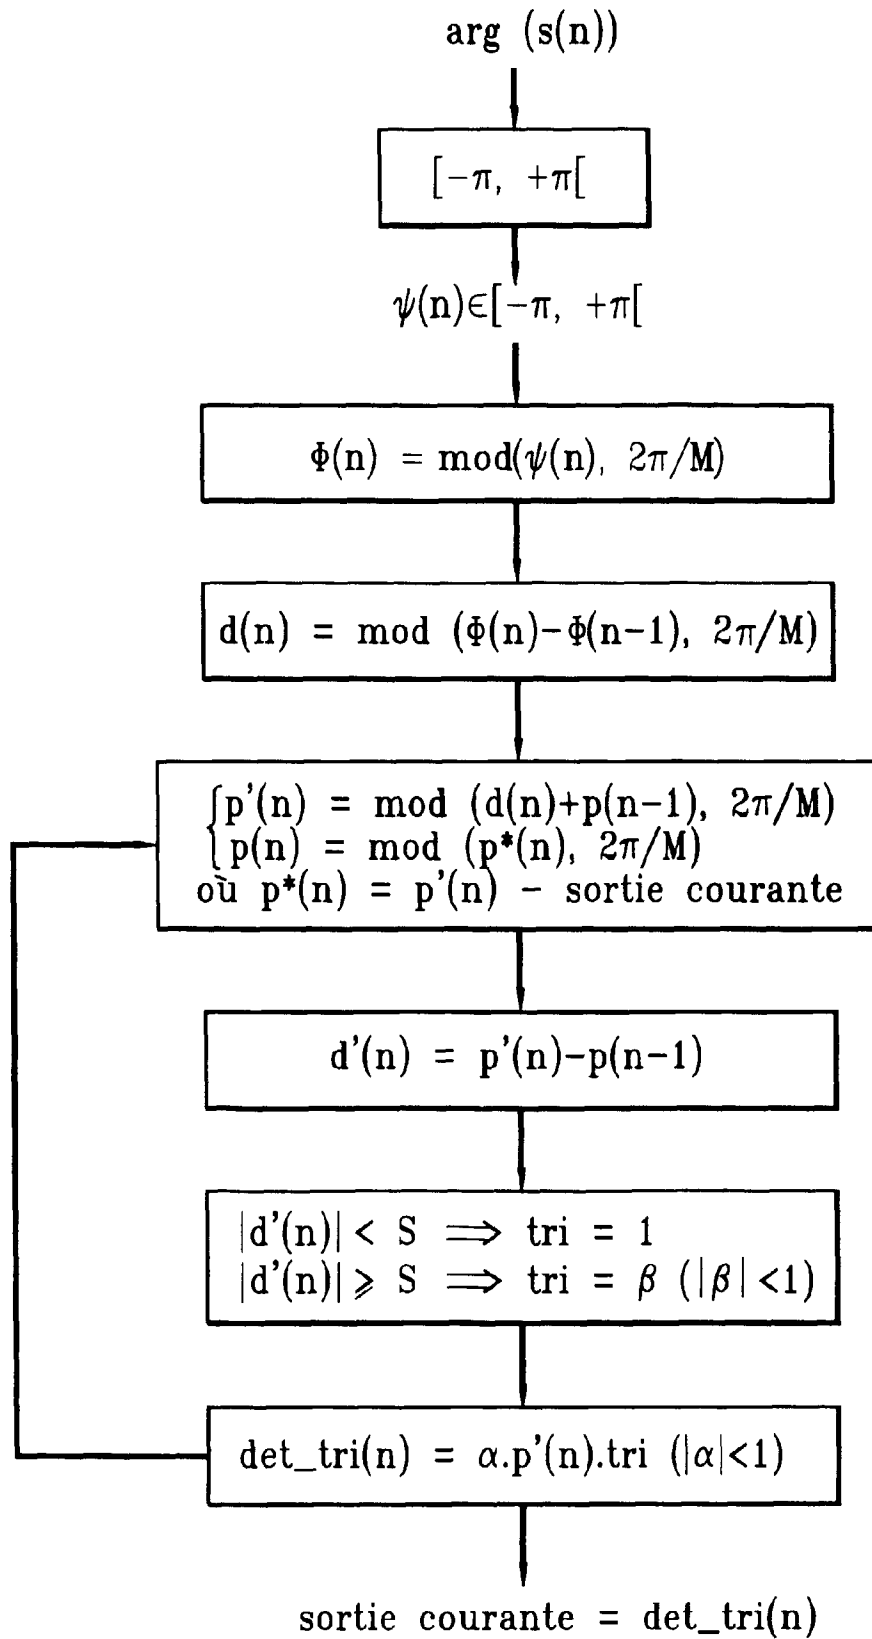 arg (s(n))
[-π, +π[
ψ(n)∈[-π, +π[
Φ(n) = mod(ψ(n), 2π/M)
d(n) = mod (Φ(n)-Φ(n-1), 2π/M)
{p'(n) = mod (d(n)+p(n-1), 2π/M)
p(n) = mod (p*(n), 2π/M)
où p*(n) = p'(n) - sortie courante
d'(n) = p'(n)-p(n-1)
|d'(n)| < S ⟹ tri = 1
|d'(n)| ⩾ S ⟹ tri = β (|β|<1)
det_tri(n) = α.p'(n).tri (|α|<1)
sortie courante = det_tri(n)